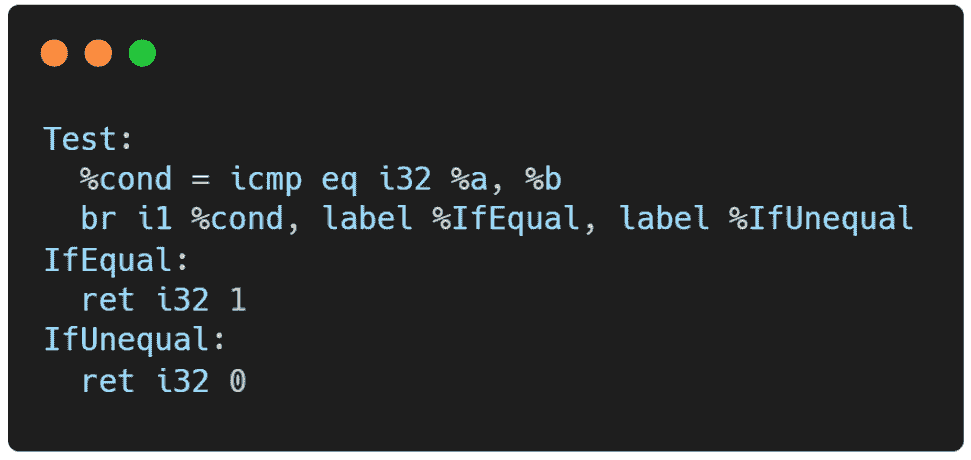 Test:
  %cond = icmp eq i32 %a, %b
  br i1 %cond, label %IfEqual, label %IfUnequal
IfEqual:
  ret i32 1
IfUnequal:
  ret i32 0